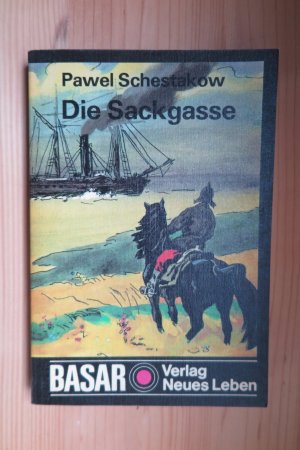 Pawel Schestakow
Die Sackgasse
BASAR
Verlag
Neues Leben